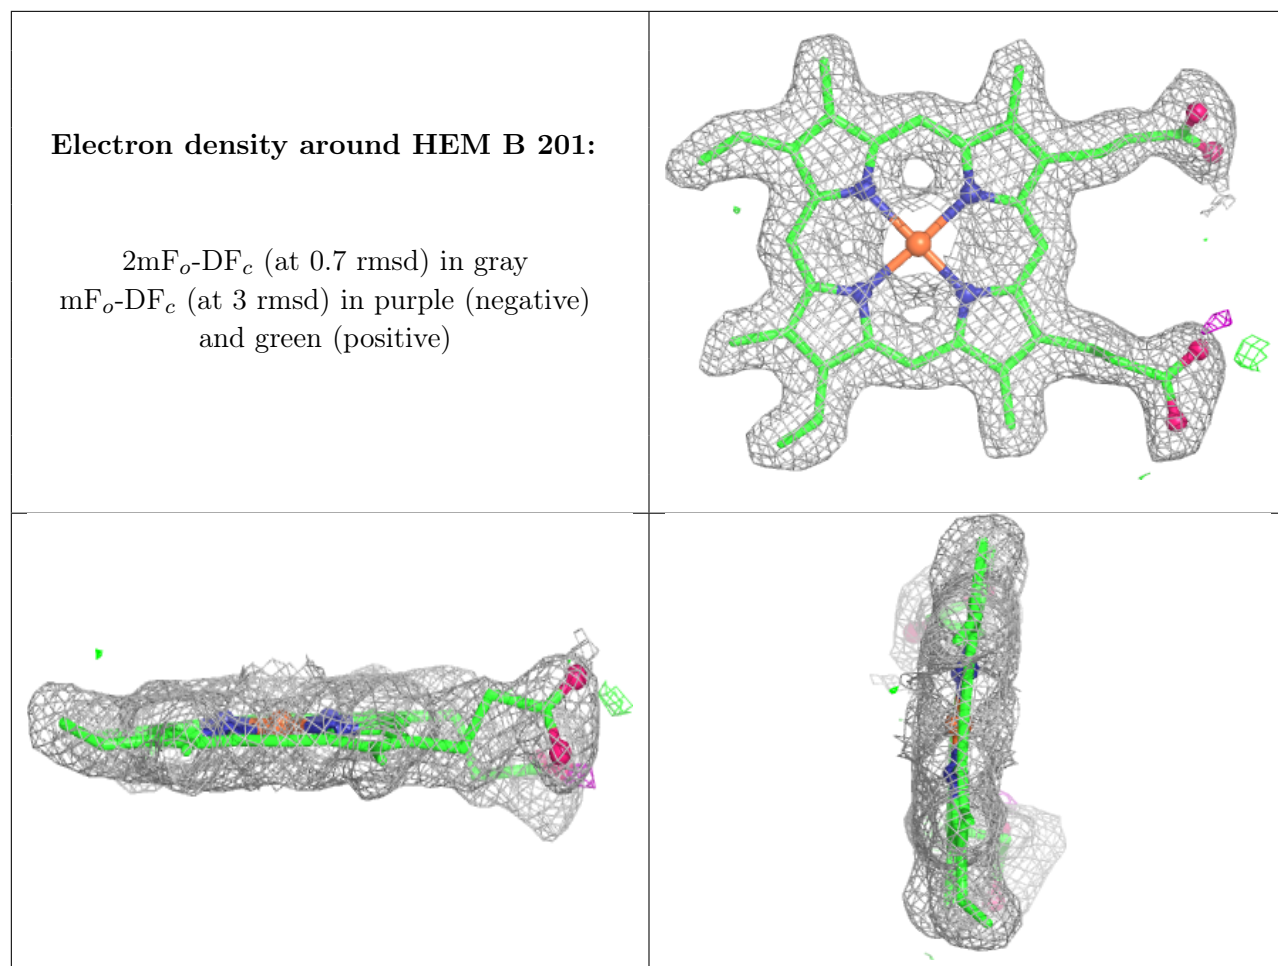 Electron density around HEM B 201:
2mFo-DFc (at 0.7 rmsd) in gray
mFo-DFc (at 3 rmsd) in purple (negative)
and green (positive)